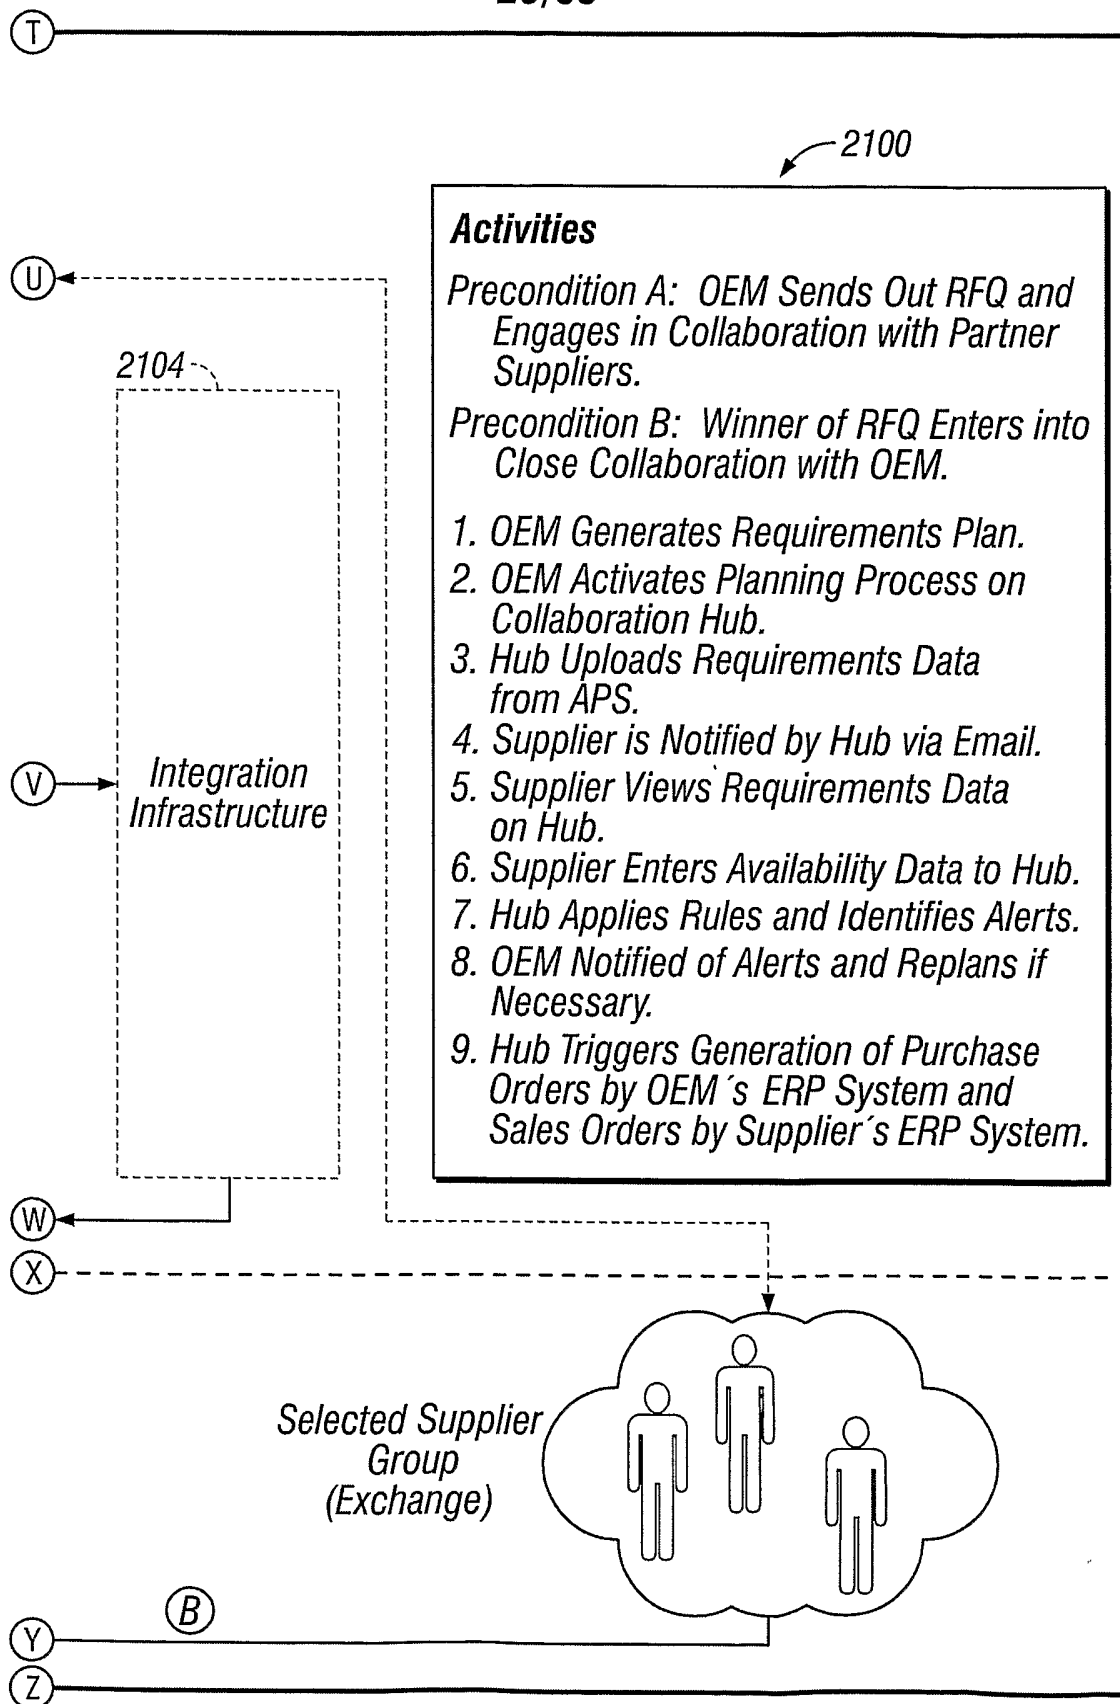 T
2100
Activities
U
Precondition A: OEM Sends Out RFQ and
Engages in Collaboration with Partner
Suppliers.
2104
Precondition B: Winner of RFQ Enters into
Close Collaboration with OEM.
1. OEM Generates Requirements Plan.
2. OEM Activates Planning Process on
Collaboration Hub.
3. Hub Uploads Requirements Data
from APS.
4. Supplier is Notified by Hub via Email.
V
Integration
Infrastructure
5. Supplier Views Requirements Data
on Hub.
6. Supplier Enters Availability Data to Hub.
7. Hub Applies Rules and Identifies Alerts.
8. OEM Notified of Alerts and Replans if
Necessary.
9. Hub Triggers Generation of Purchase
Orders by OEM´s ERP System and
Sales Orders by Supplier´s ERP System.
W
X
Selected Supplier
Group
(Exchange)
B
Y
Z